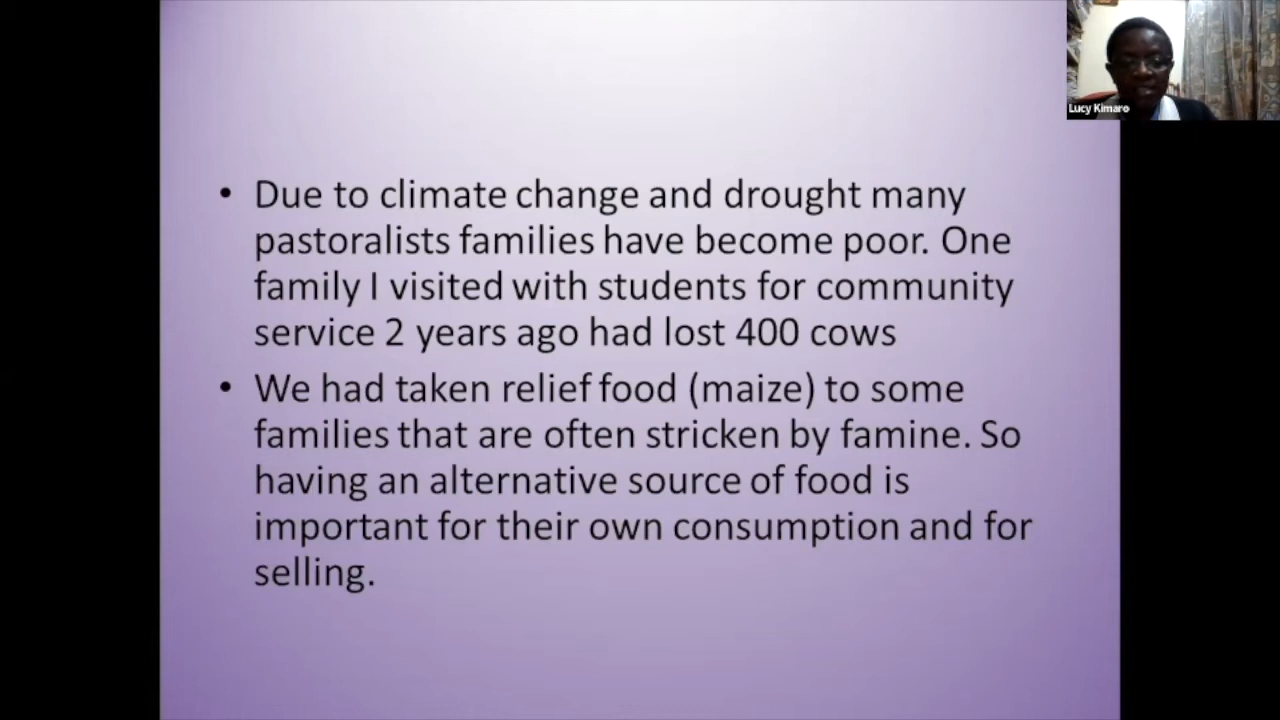 Lucy Kimaro
• Due to climate change and drought many
pastoralists families have become poor. One
family I visited with students for community
service 2 years ago had lost 400 cows
• We had taken relief food (maize) to some
families that are often stricken by famine. So
having an alternative source of food is
important for their own consumption and for
selling.